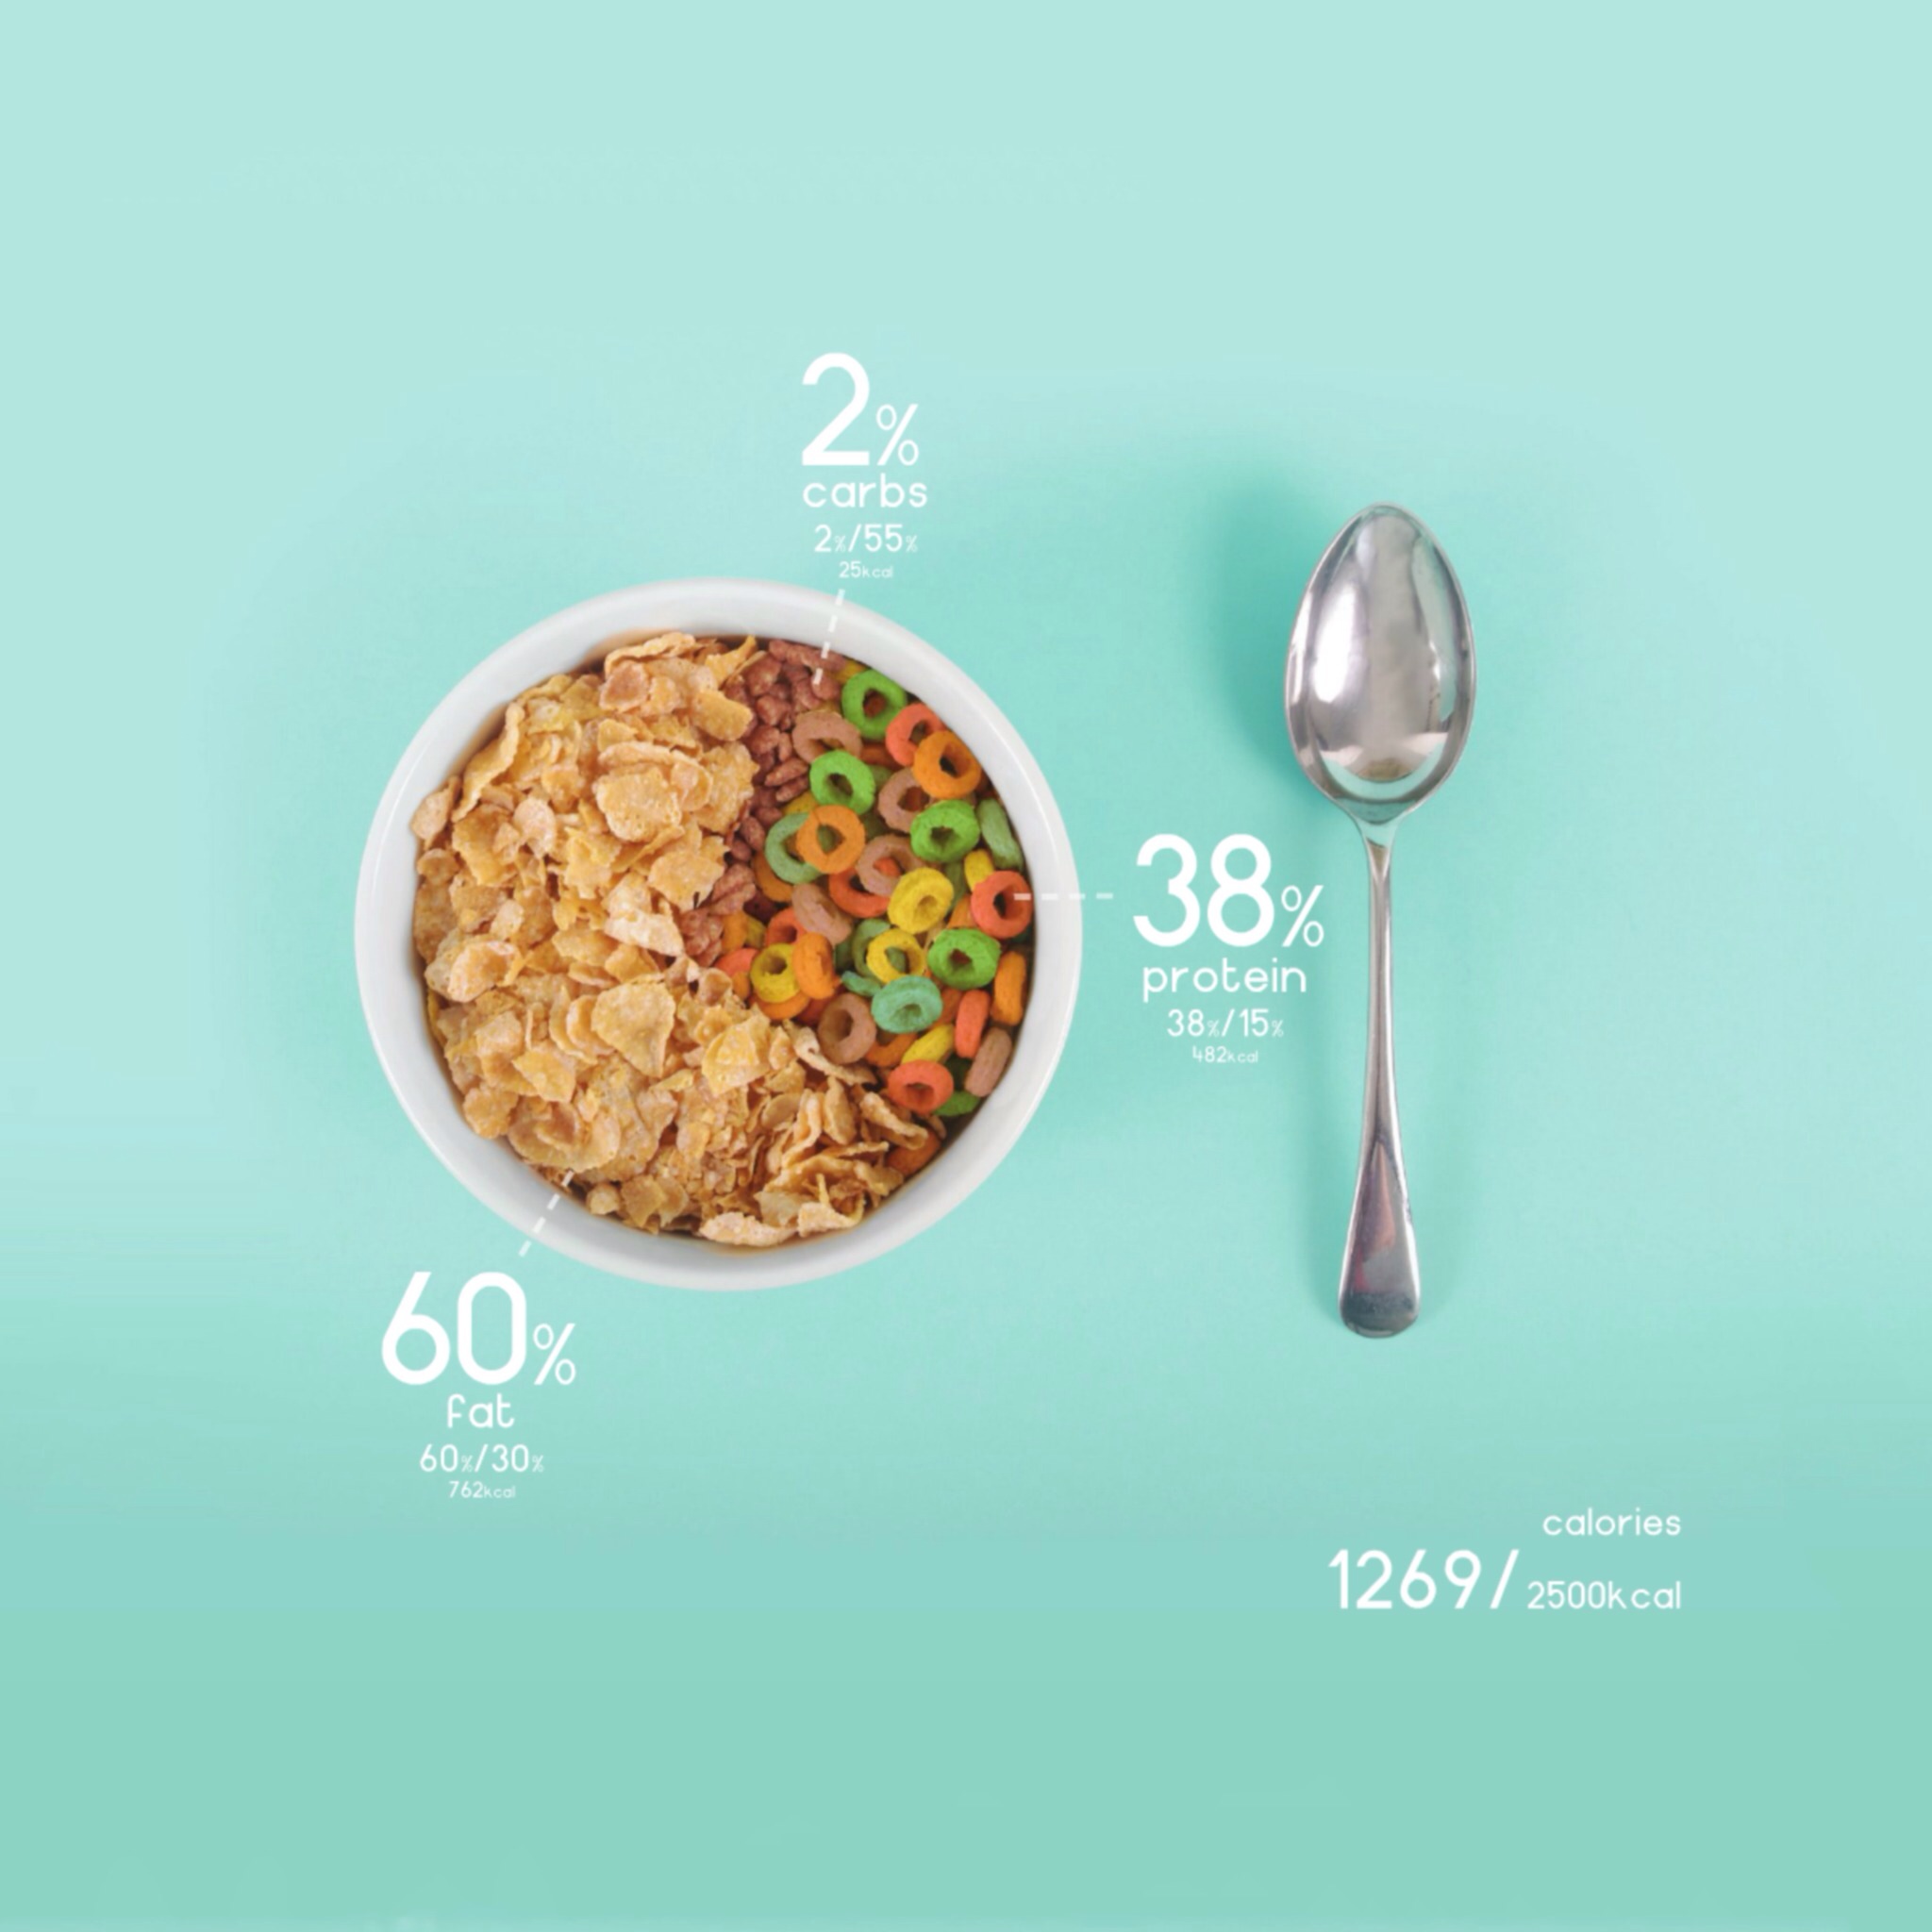 2%
carbs
2%/55%
25kcal
38%
protein
38%/15%
482kcal
60%
fat
60%/30%
762kcal
calories
1269/2500kcal